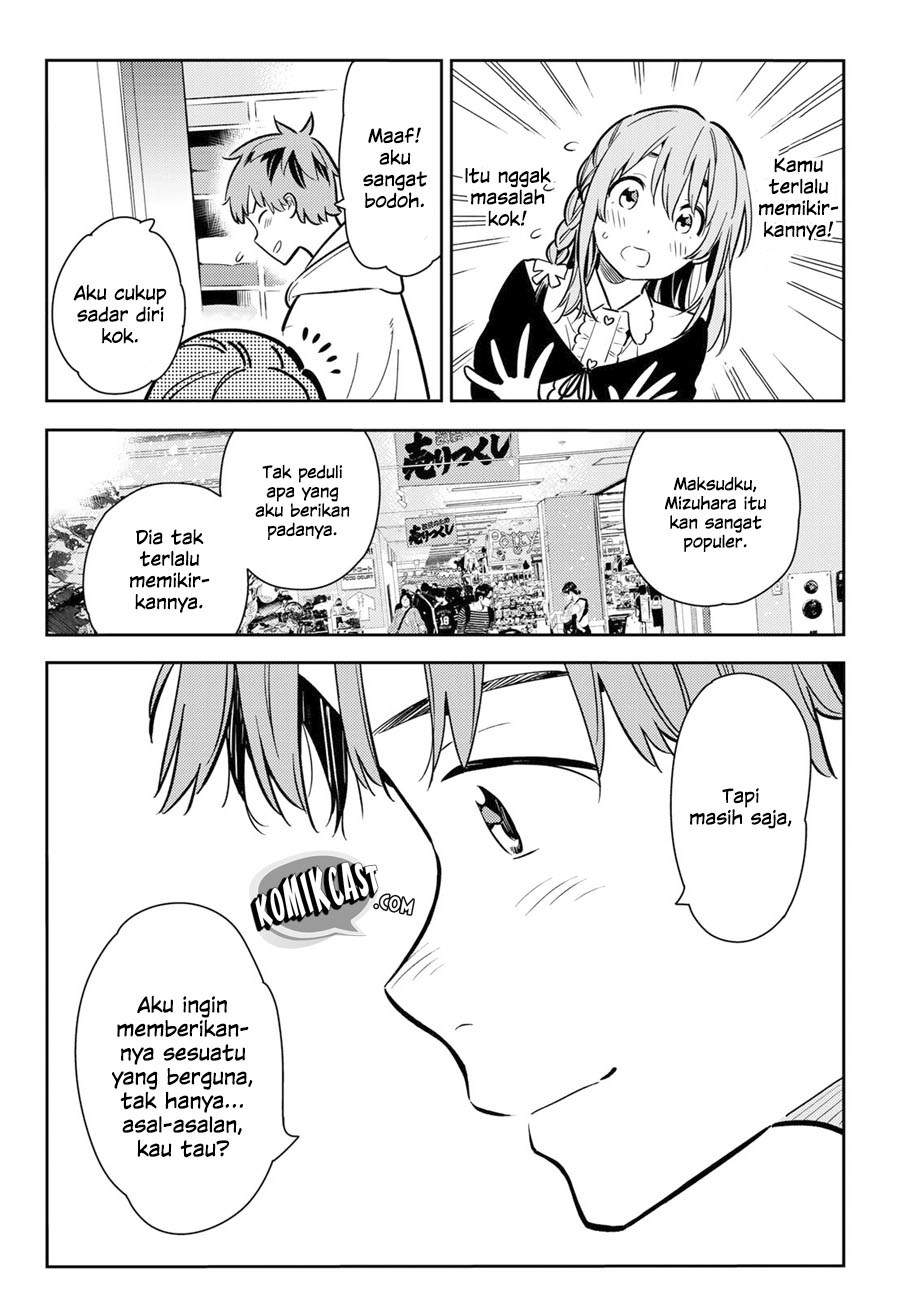 Kamu
terlalu
memikir-
kannya!
Itu nggak
masalah
kok!
Maaf!
aku
sangat
bodoh.
Aku cukup
sadar diri
kok.
Maksudku,
Mizuhara itu
kan sangat
populer.
売りつくし
売りつくし
Tak peduli
apa yang
aku berikan
padanya.
Dia tak
terlalu
memikir-
kannya.
18
Tapi
masih saja,
KOMIKCAST
.COM
Aku ingin
memberikan-
nya sesuatu
yang berguna,
tak hanya...
asal-asalan,
kau tau?